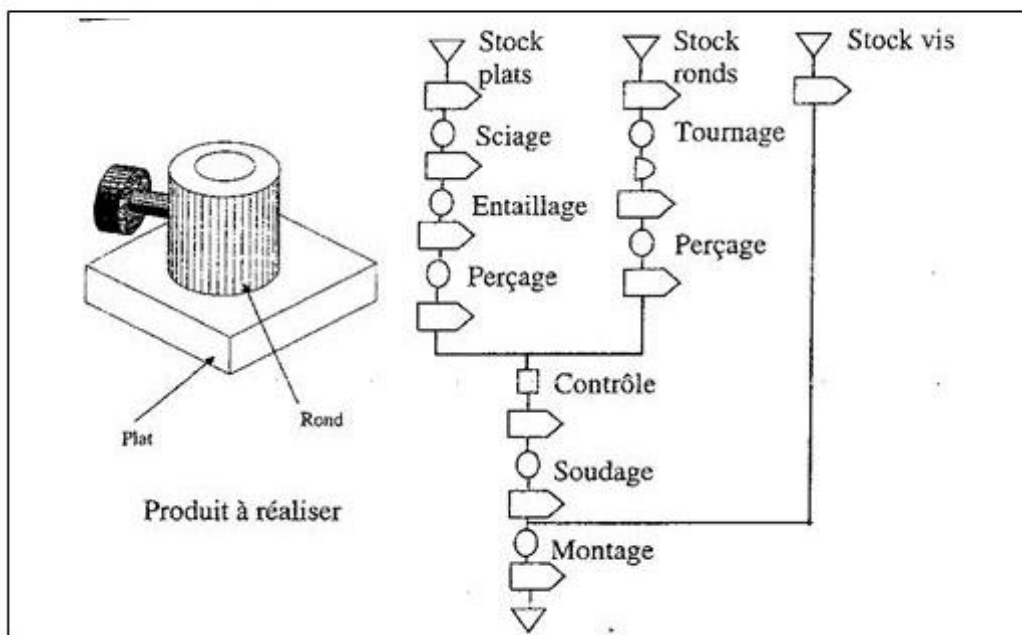 Stock
plats
Stock
ronds
Stock vis
Sciage
Tournage
Entaillage
Perçage
Perçage
Contrôle
Soudage
Montage
Plat
Rond
Produit à réaliser